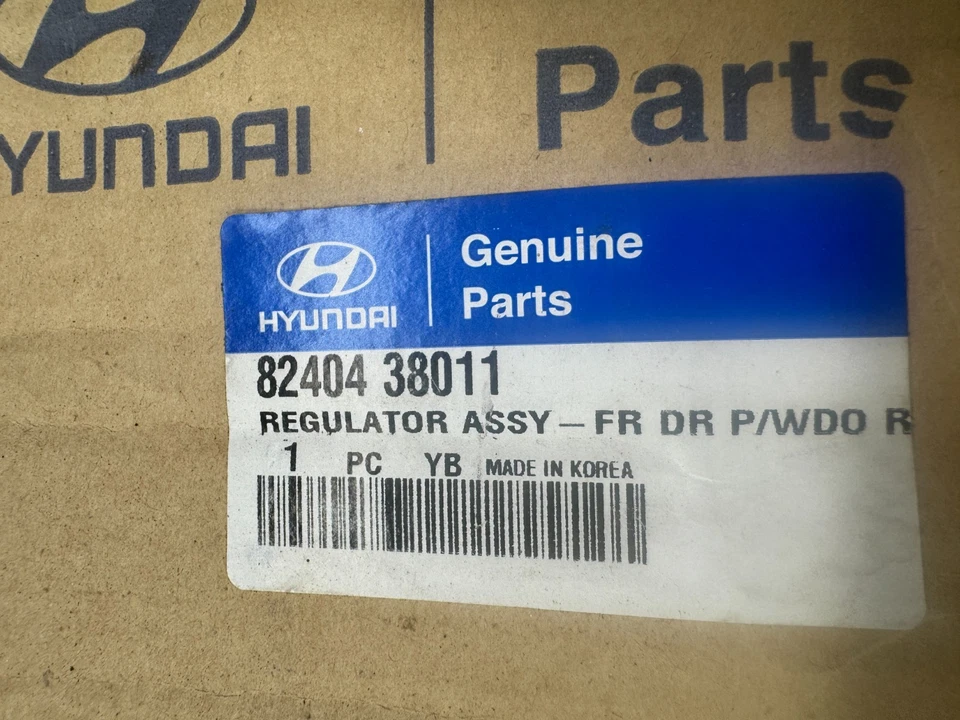 HYUNDAI
Parts
HYUNDAI
Genuine
Parts
82404 38011
REGULATOR ASSY – FR DR P/WDO R
1 PC YB MADE IN KOREA